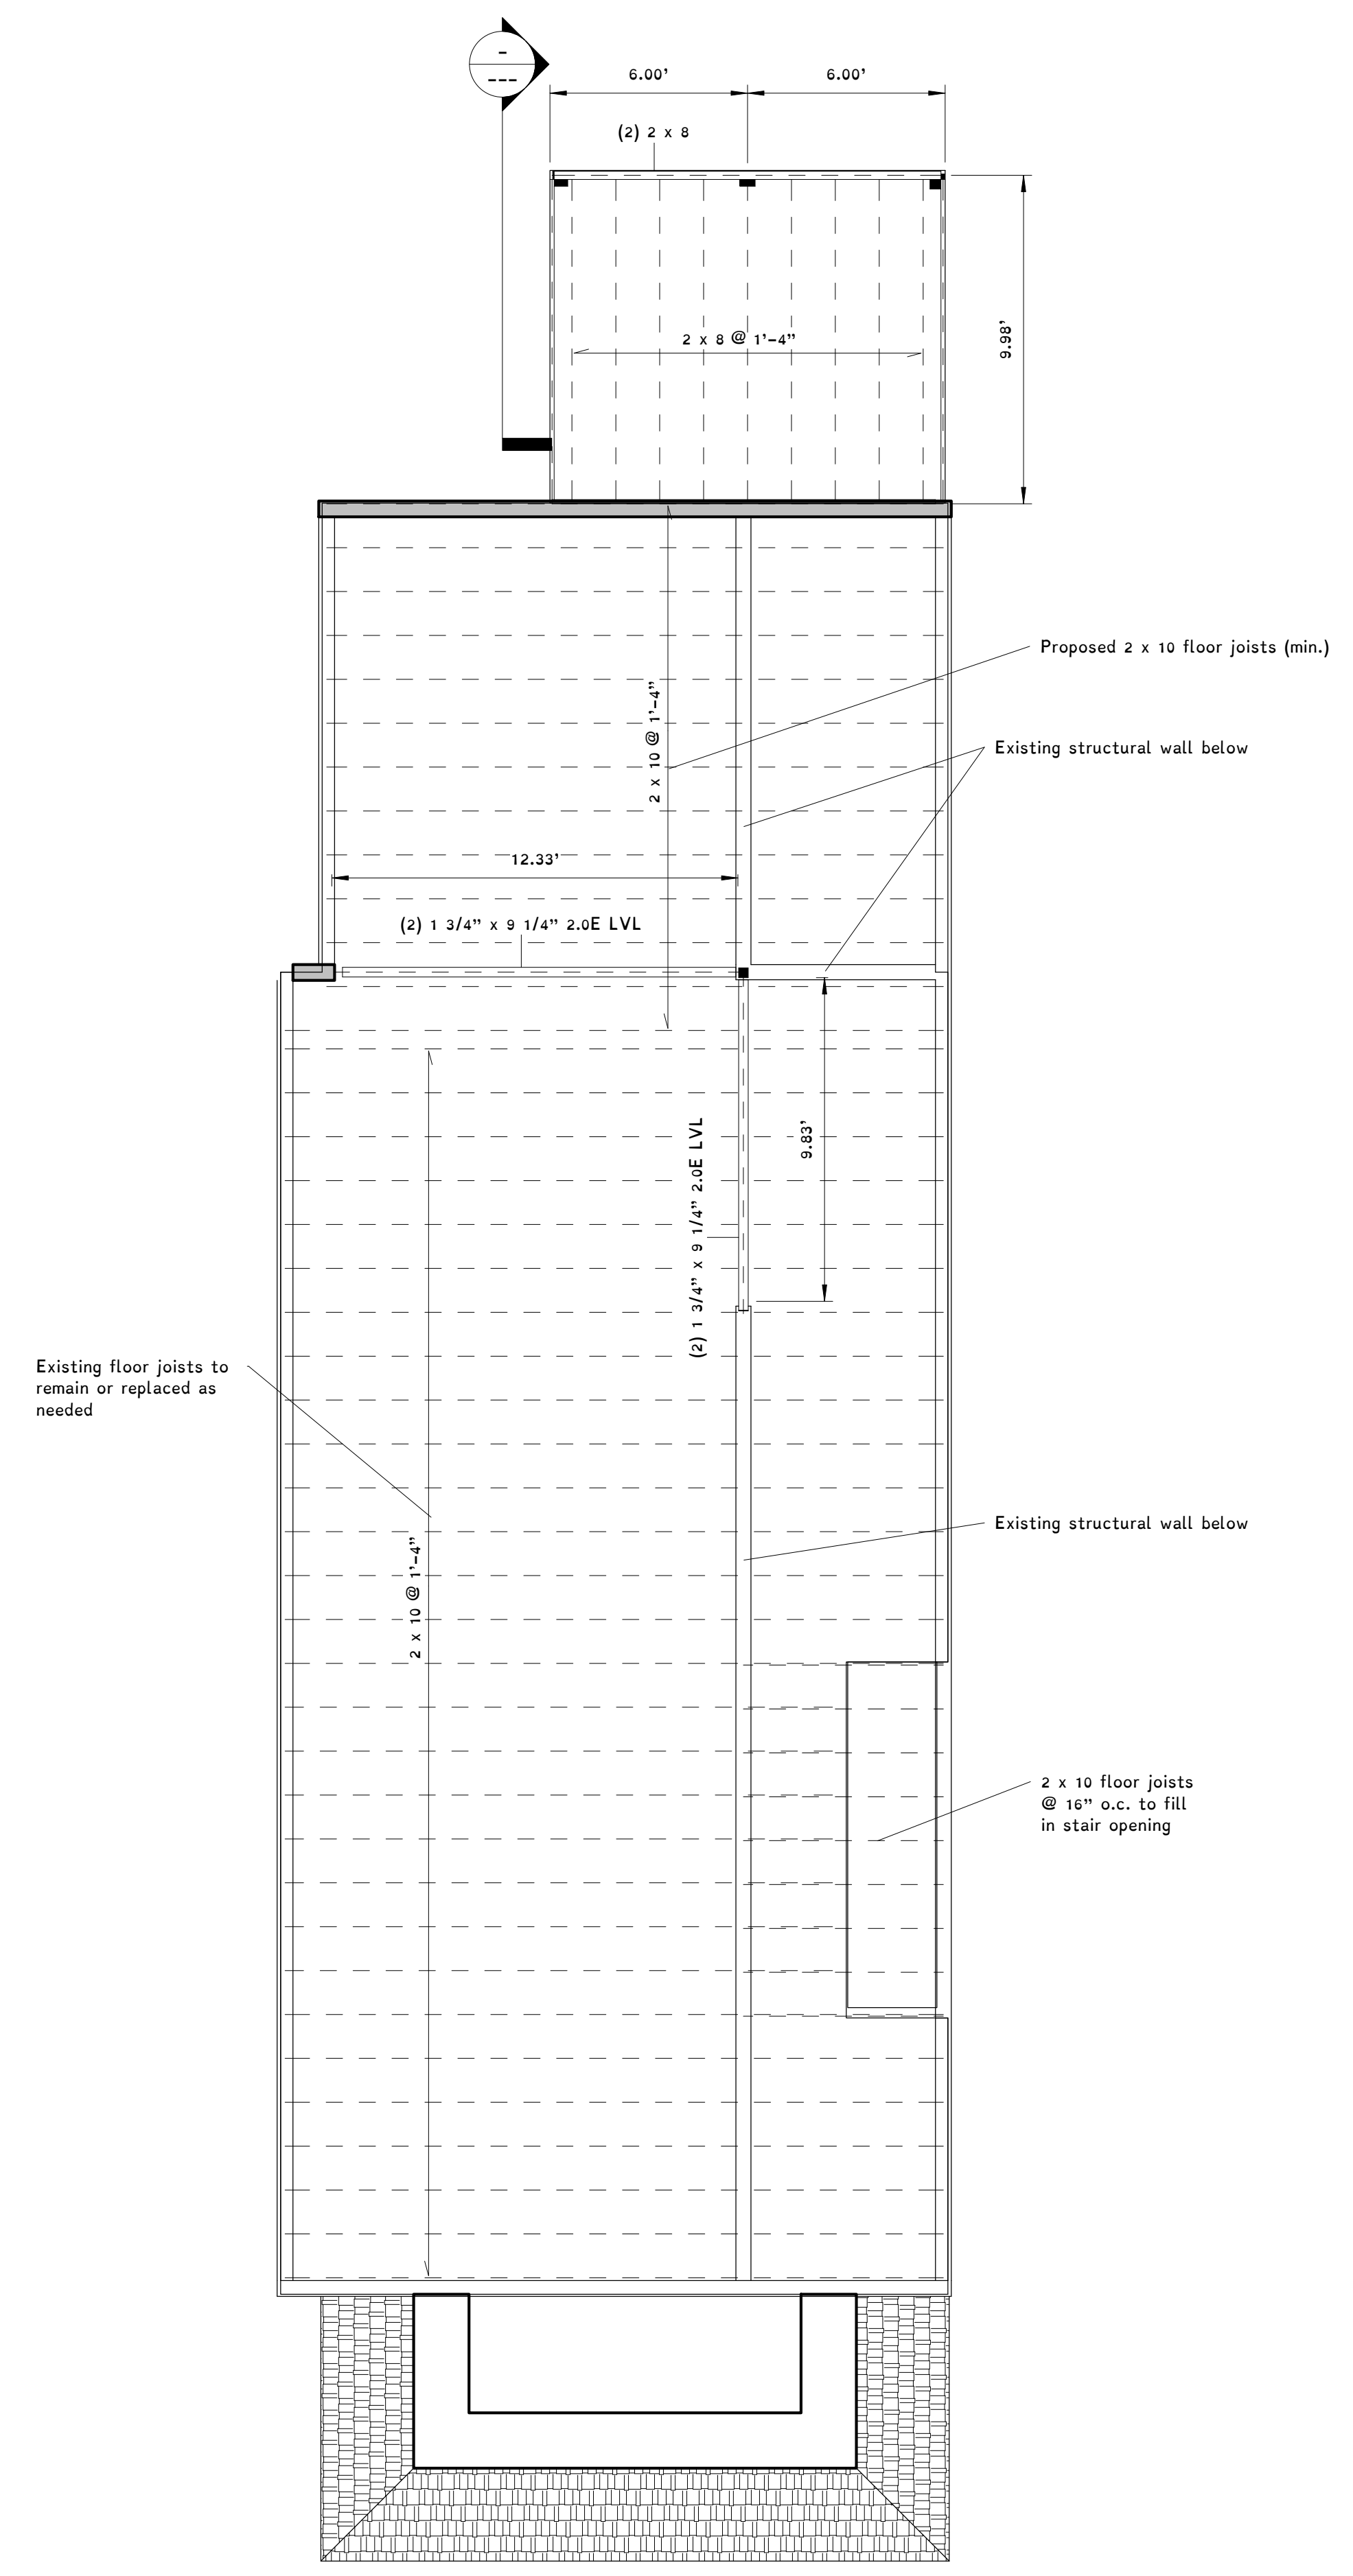 -
---
6.00' 6.00'
(2) 2 x 8
2 x 8 @ 1'-4"
9.98'
Proposed 2 x 10 floor joists (min.)
2 x 10 @ 1'-4"
Existing structural wall below
12.33'
(2) 1 3/4" x 9 1/4" 2.0E LVL
9.83'
(2) 1 3/4" x 9 1/4" 2.0E LVL
Existing floor joists to
remain or replaced as
needed
2 x 10 @ 1'-4"
Existing structural wall below
2 x 10 floor joists
@ 16" o.c. to fill
in stair opening